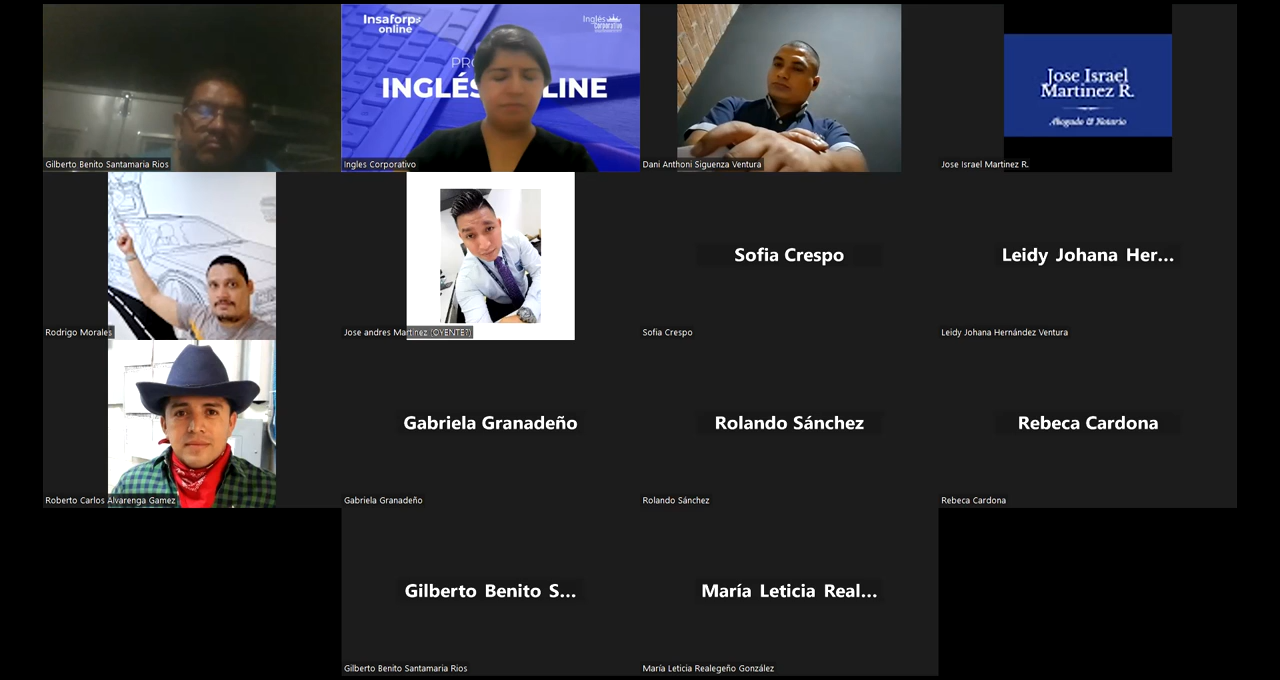 Insaforp
online
Inglés
Corporativo
PRO
INGLÉS LINE
Gilberto Benito Santamaria Rios
Ingles Corporativo
Dani Anthoni Siguenza Ventura
Jose Israel
Martinez R.
Abogado & Notario
Jose Israel Martinez R.
Rodrigo Morales
Jose andres Martinez (OYENTE?)
Sofia Crespo
Sofia Crespo
Leidy Johana Her...
Leidy Johana Hernández Ventura
Roberto Carlos Alvarenga Gamez
Gabriela Granadeño
Gabriela Granadeño
Rolando Sánchez
Rolando Sánchez
Rebeca Cardona
Rebeca Cardona
Gilberto Benito S...
Gilberto Benito Santamaria Rios
María Leticia Real...
María Leticia Realegeño González